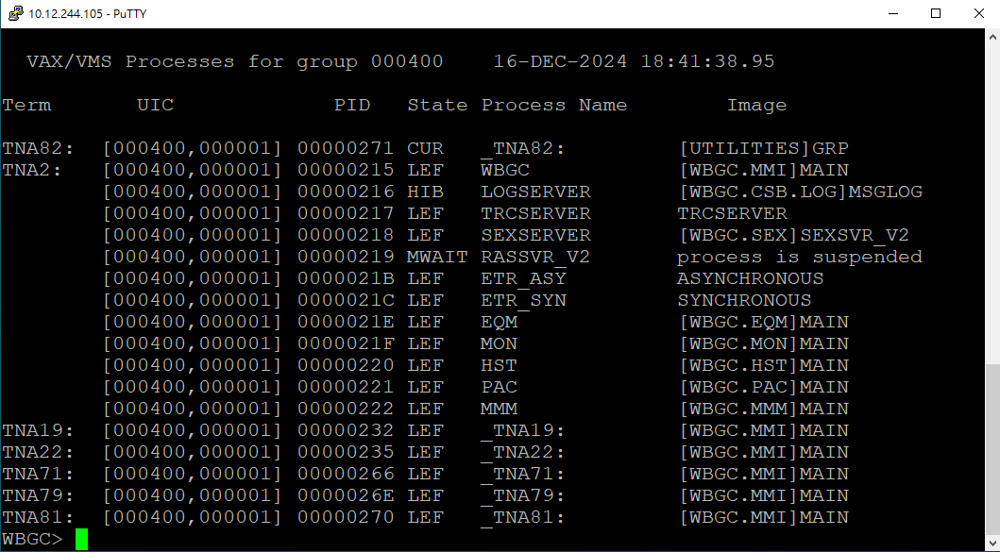 10.12.244.105 - PuTTY
VAX/VMS Processes for group 000400    16-DEC-2024 18:41:38.95
Term       UIC             PID   State Process Name        Image
TNA82:  [000400,000001] 00000271 CUR   _TNA82:         [UTILITIES]GRP
TNA2:   [000400,000001] 00000215 LEF   WBGC            [WBGC.MMI]MAIN
        [000400,000001] 00000216 HIB   LOGSERVER       [WBGC.CSB.LOG]MSGLOG
        [000400,000001] 00000217 LEF   TRCSERVER       TRCSERVER
        [000400,000001] 00000218 LEF   SEXSERVER       [WBGC.SEX]SEXSVR_V2
        [000400,000001] 00000219 MWAIT RASSVR_V2       process is suspended
        [000400,000001] 0000021B LEF   ETR_ASY         ASYNCHRONOUS
        [000400,000001] 0000021C LEF   ETR_SYN         SYNCHRONOUS
        [000400,000001] 0000021E LEF   EQM             [WBGC.EQM]MAIN
        [000400,000001] 0000021F LEF   MON             [WBGC.MON]MAIN
        [000400,000001] 00000220 LEF   HST             [WBGC.HST]MAIN
        [000400,000001] 00000221 LEF   PAC             [WBGC.PAC]MAIN
        [000400,000001] 00000222 LEF   MMM             [WBGC.MMM]MAIN
TNA19:  [000400,000001] 00000232 LEF   _TNA19:         [WBGC.MMI]MAIN
TNA22:  [000400,000001] 00000235 LEF   _TNA22:         [WBGC.MMI]MAIN
TNA71:  [000400,000001] 00000266 LEF   _TNA71:         [WBGC.MMI]MAIN
TNA79:  [000400,000001] 0000026E LEF   _TNA79:         [WBGC.MMI]MAIN
TNA81:  [000400,000001] 00000270 LEF   _TNA81:         [WBGC.MMI]MAIN
WBGC>